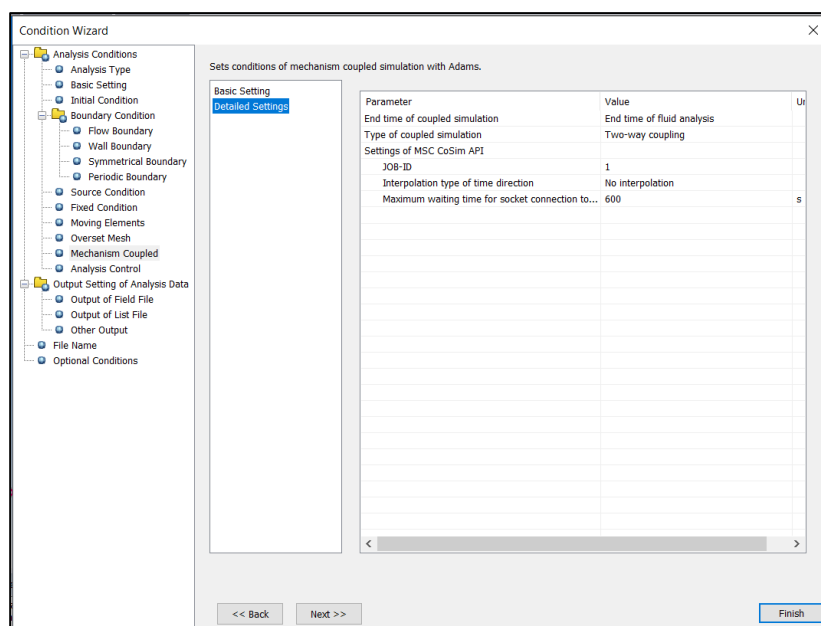 Condition Wizard
Analysis Conditions
Analysis Type
Basic Setting
Initial Condition
Boundary Condition
Flow Boundary
Wall Boundary
Symmetrical Boundary
Periodic Boundary
Source Condition
Fixed Condition
Moving Elements
Overset Mesh
Mechanism Coupled
Analysis Control
Output Setting of Analysis Data
Output of Field File
Output of List File
Other Output
File Name
Optional Conditions
Sets conditions of mechanism coupled simulation with Adams.
Basic Setting
Detailed Settings
Parameter Value
End time of coupled simulation End time of fluid analysis
Type of coupled simulation Two-way coupling
Settings of MSC CoSim API
JOB-ID 1
Interpolation type of time direction No interpolation
Maximum waiting time for socket connection to... 600 s
<< Back Next >> Finish